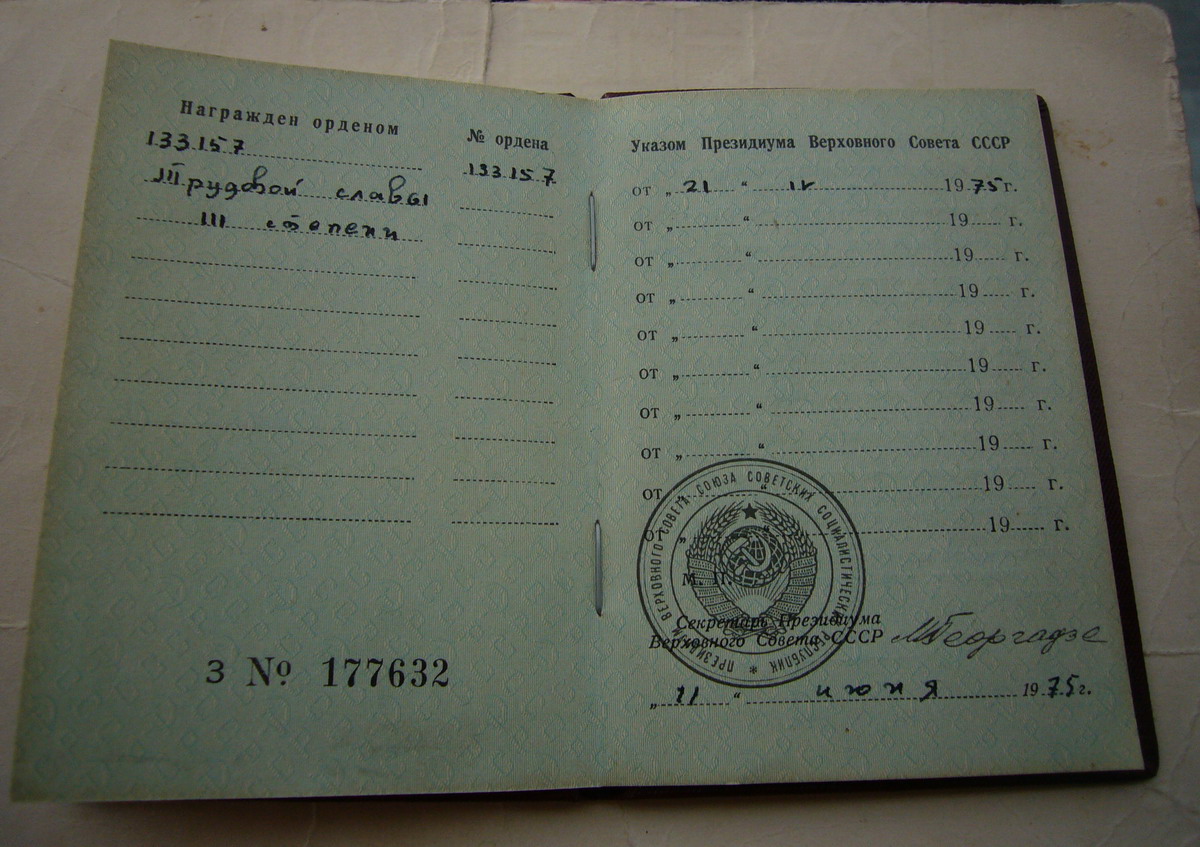 Награжден орденом
133157
Трудовой славы
III степени
№ ордена
133157
З № 177632
Указом Президиума Верховного Совета СССР
от „ 21 “ IV 1975 г.
от „ “ 19 г.
от „ “ 19 г.
от „ “ 19 г.
от „ “ 19 г.
от „ “ 19 г.
от „ “ 19 г.
от „ “ 19 г.
от „ “ 19 г.
от „ “ 19 г.
М. П.
ПРЕЗИДИУМ ВЕРХОВНОГО СОВЕТА СОЮЗА СОВЕТСКИХ СОЦИАЛИСТИЧЕСКИХ РЕСПУБЛИК *
Секретарь Президиума
Верховного Совета СССР МГеоргадзе
„ 11 “ июня 1975 г.